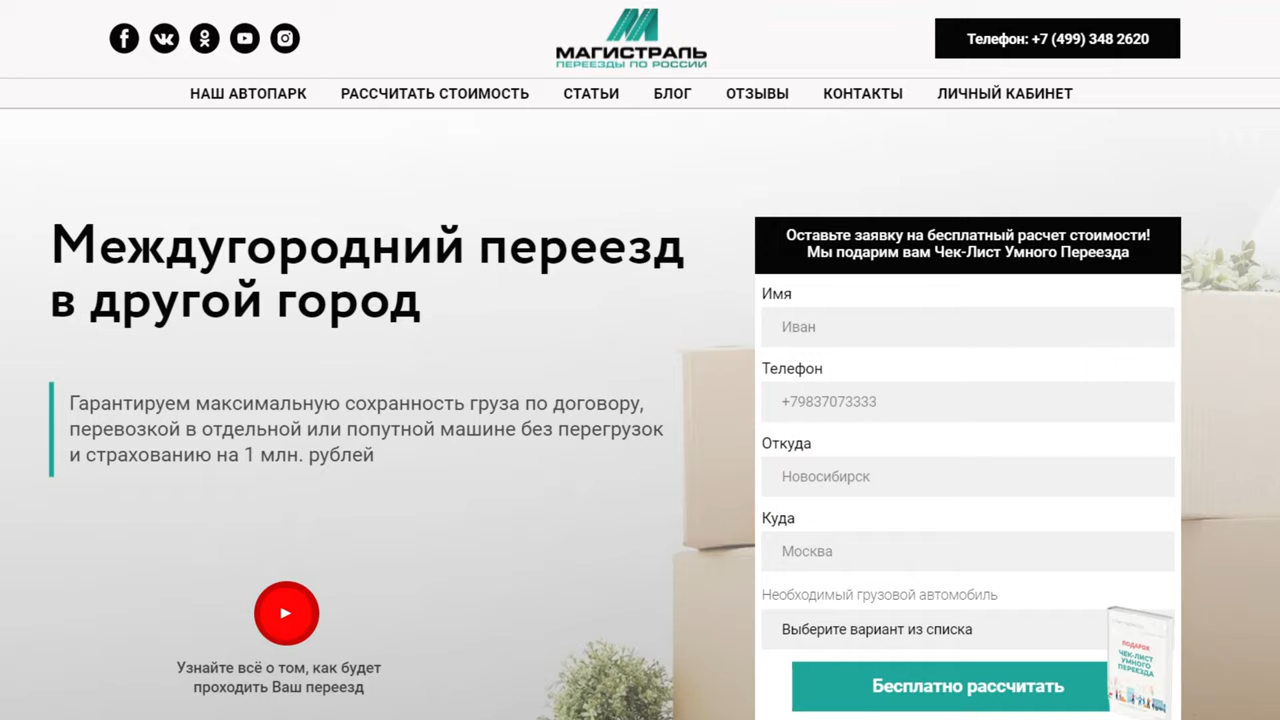 МАГИСТРАЛЬ
ПЕРЕЕЗДЫ ПО РОССИИ
Телефон: +7 (499) 348 2620
НАШ АВТОПАРК РАССЧИТАТЬ СТОИМОСТЬ СТАТЬИ БЛОГ ОТЗЫВЫ КОНТАКТЫ ЛИЧНЫЙ КАБИНЕТ
Междугородний переезд
в другой город
Гарантируем максимальную сохранность груза по договору,
перевозкой в отдельной или попутной машине без перегрузок
и страхованию на 1 млн. рублей
Узнайте всё о том, как будет
проходить Ваш переезд
Оставьте заявку на бесплатный расчет стоимости!
Мы подарим вам Чек-Лист Умного Переезда
Имя
Иван
Телефон
+79837073333
Откуда
Новосибирск
Куда
Москва
Необходимый грузовой автомобиль
Выберите вариант из списка
Бесплатно рассчитать
ПОДАРОК
ЧЕК-ЛИСТ
УМНОГО
ПЕРЕЕЗДА